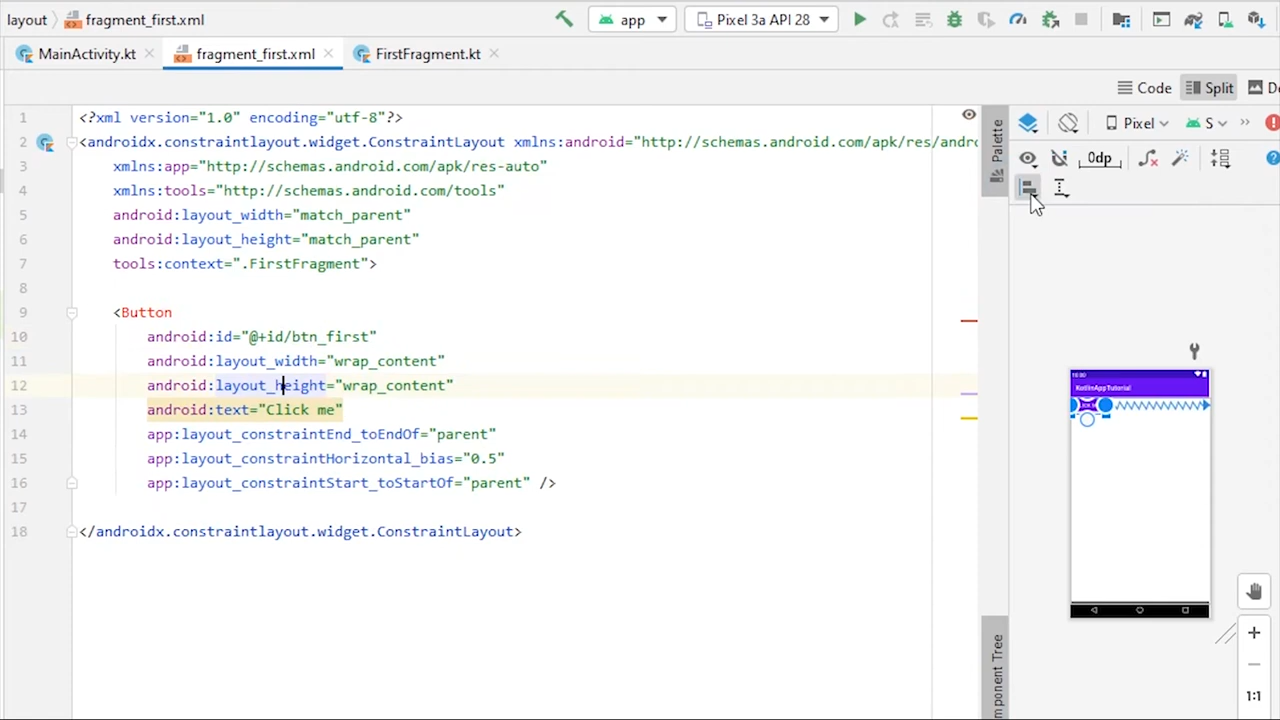 layout fragment_first.xml app Pixel 3a API 28
MainActivity.kt fragment_first.xml FirstFragment.kt
Code Split De
1 <?xml version="1.0" encoding="utf-8"?>
2 <androidx.constraintlayout.widget.ConstraintLayout xmlns:android="http://schemas.android.com/apk/res/andro
3 xmlns:app="http://schemas.android.com/apk/res-auto"
4 xmlns:tools="http://schemas.android.com/tools"
5 android:layout_width="match_parent"
6 android:layout_height="match_parent"
7 tools:context=".FirstFragment">
8
9 <Button
10 android:id="@+id/btn_first"
11 android:layout_width="wrap_content"
12 android:layout_height="wrap_content"
13 android:text="Click me"
14 app:layout_constraintEnd_toEndOf="parent"
15 app:layout_constraintHorizontal_bias="0.5"
16 app:layout_constraintStart_toStartOf="parent" />
17
18 </androidx.constraintlayout.widget.ConstraintLayout>
Palette
Pixel S
0dp
KotlinAppTutorial
mponent Tree
1:1